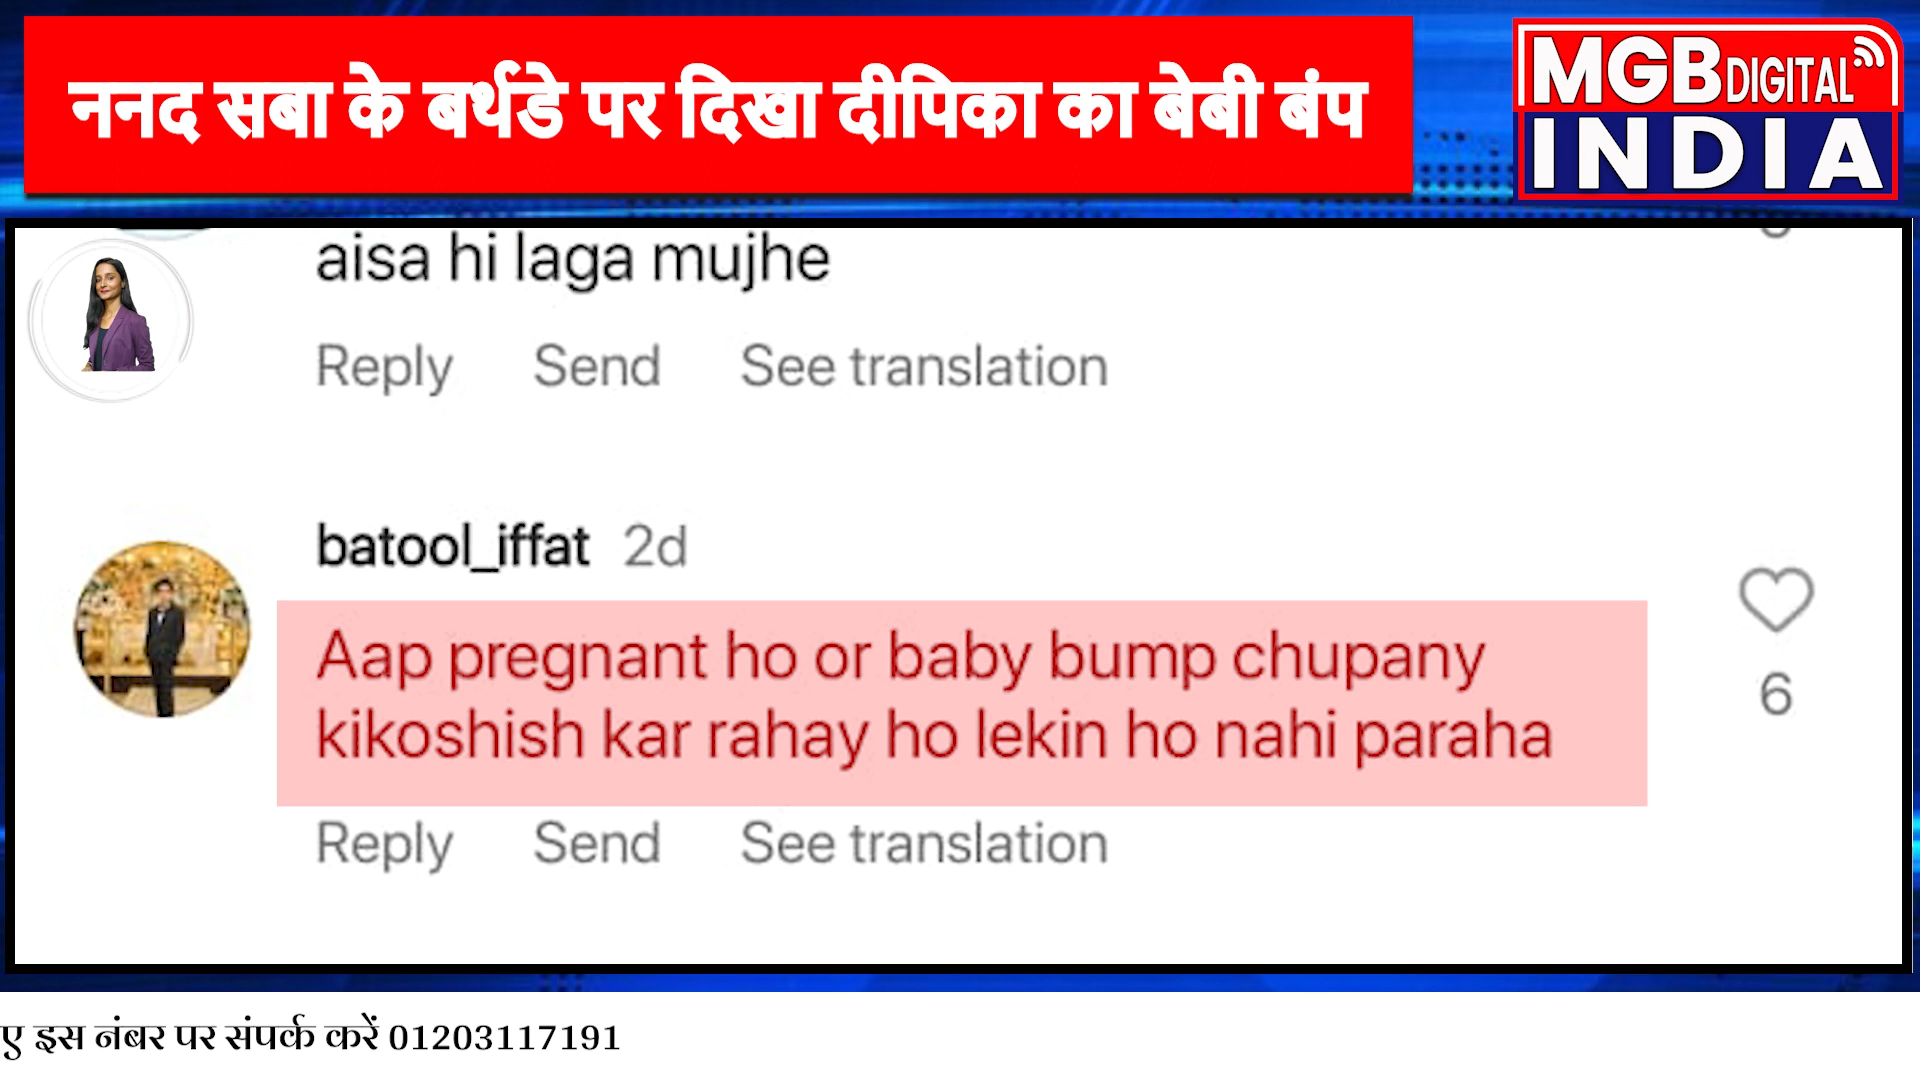 ननद सबा के बर्थडे पर दिखा दीपिका का बेबी बंप
MGB DIGITAL
INDIA
aisa hi laga mujhe
Reply Send See translation
batool_iffat 2d
Aap pregnant ho or baby bump chupany
kikoshish kar rahay ho lekin ho nahi paraha
6
Reply Send See translation
ए इस नंबर पर संपर्क करें 01203117191